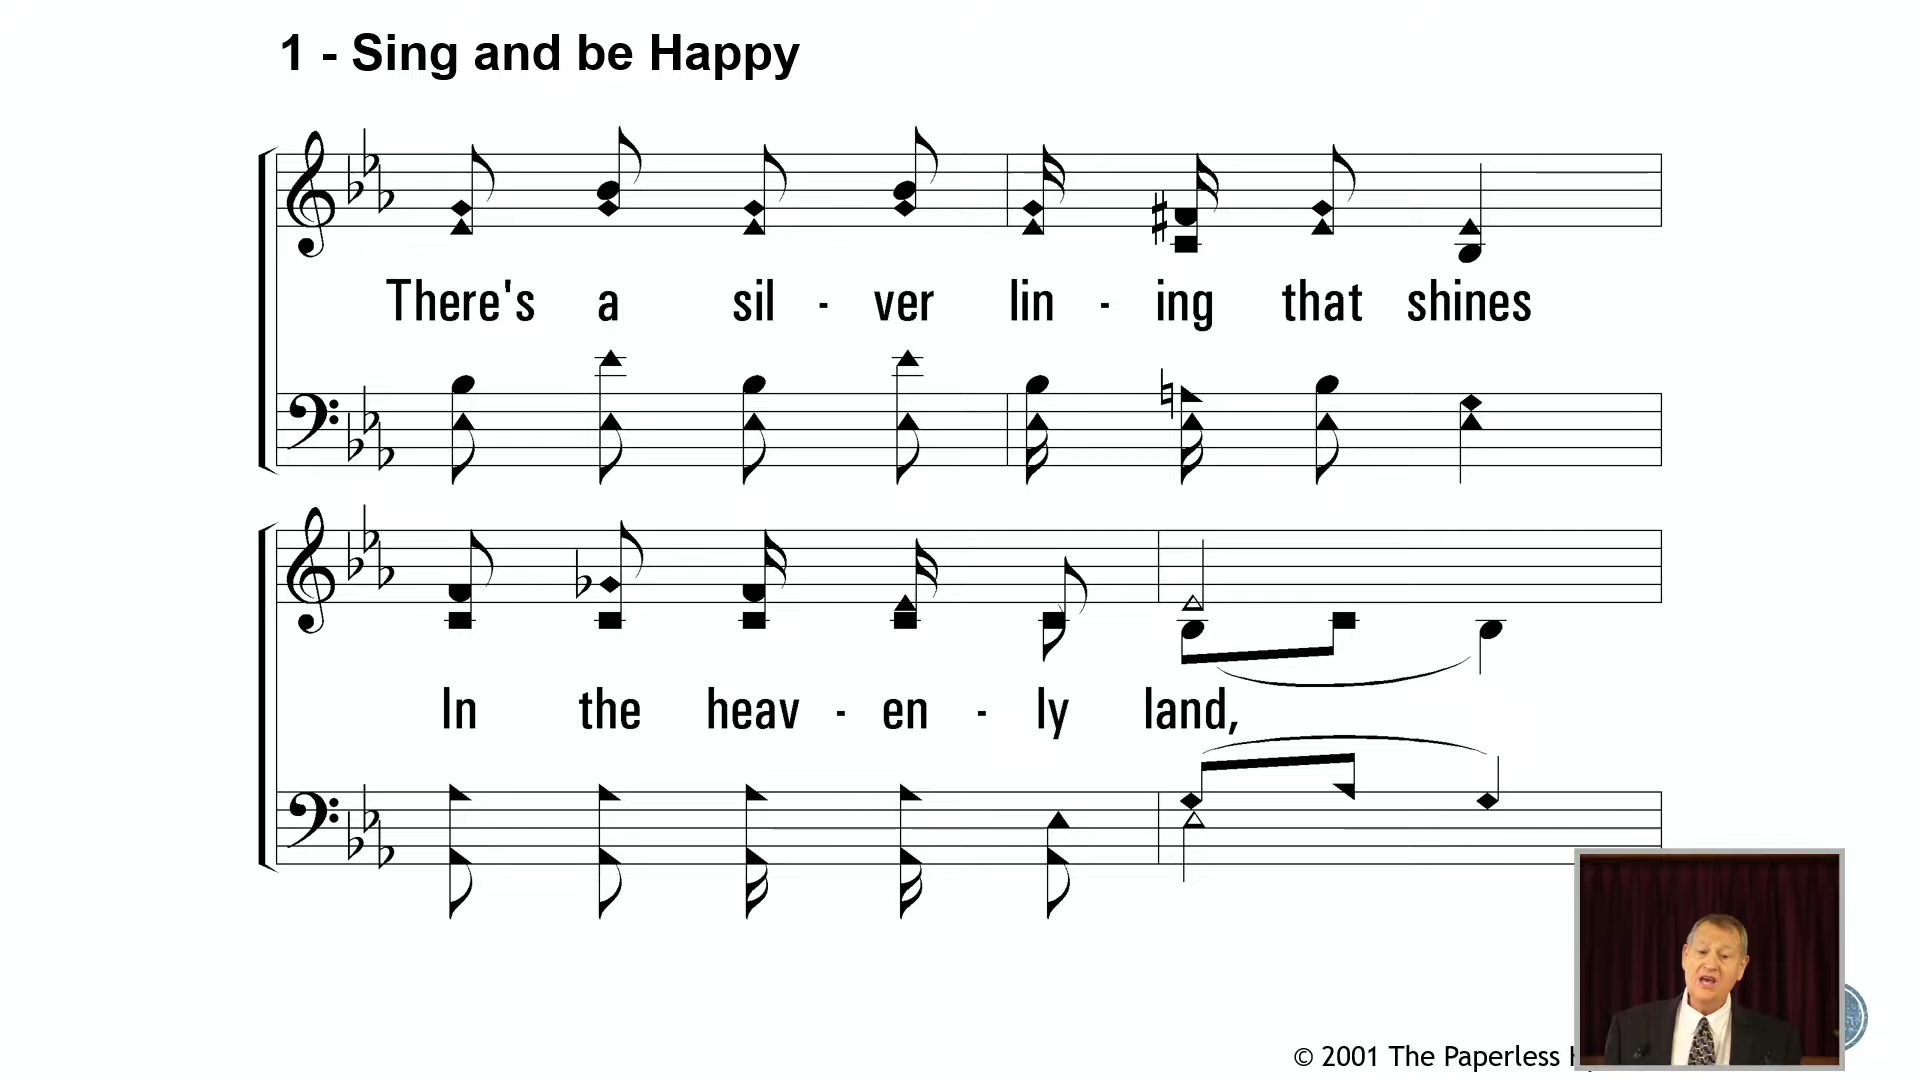 1 - Sing and be Happy
There's a sil - ver lin - ing that shines
In the heav - en - ly land,
© 2001 The Paperless